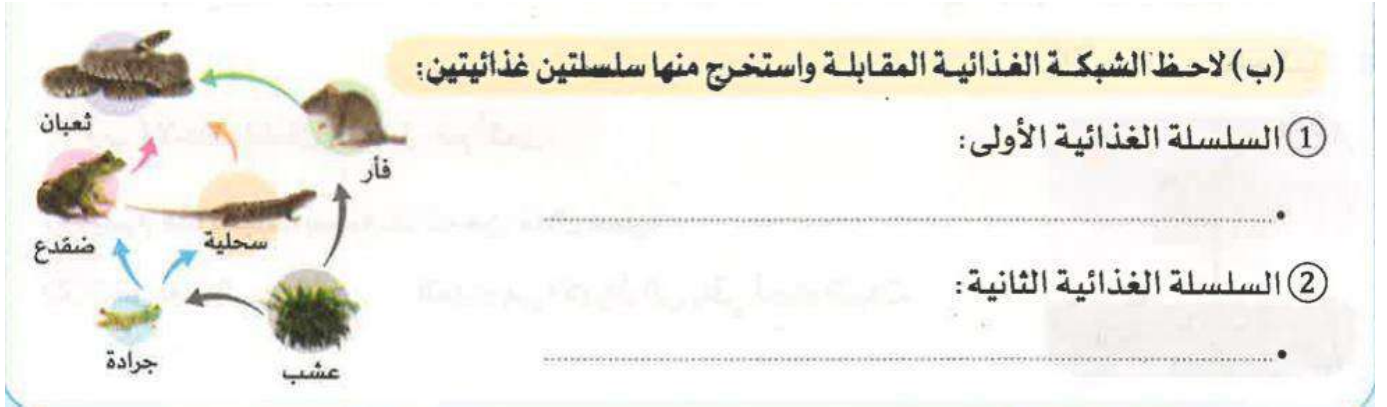 (ب) لاحظ الشبكة الغذائية المقابلة واستخرج منها سلسلتين غذائيتين:
① السلسلة الغذائية الأولى:
② السلسلة الغذائية الثانية:
ثعبان
فأر
ضفدع
سحلية
جرادة
عشب